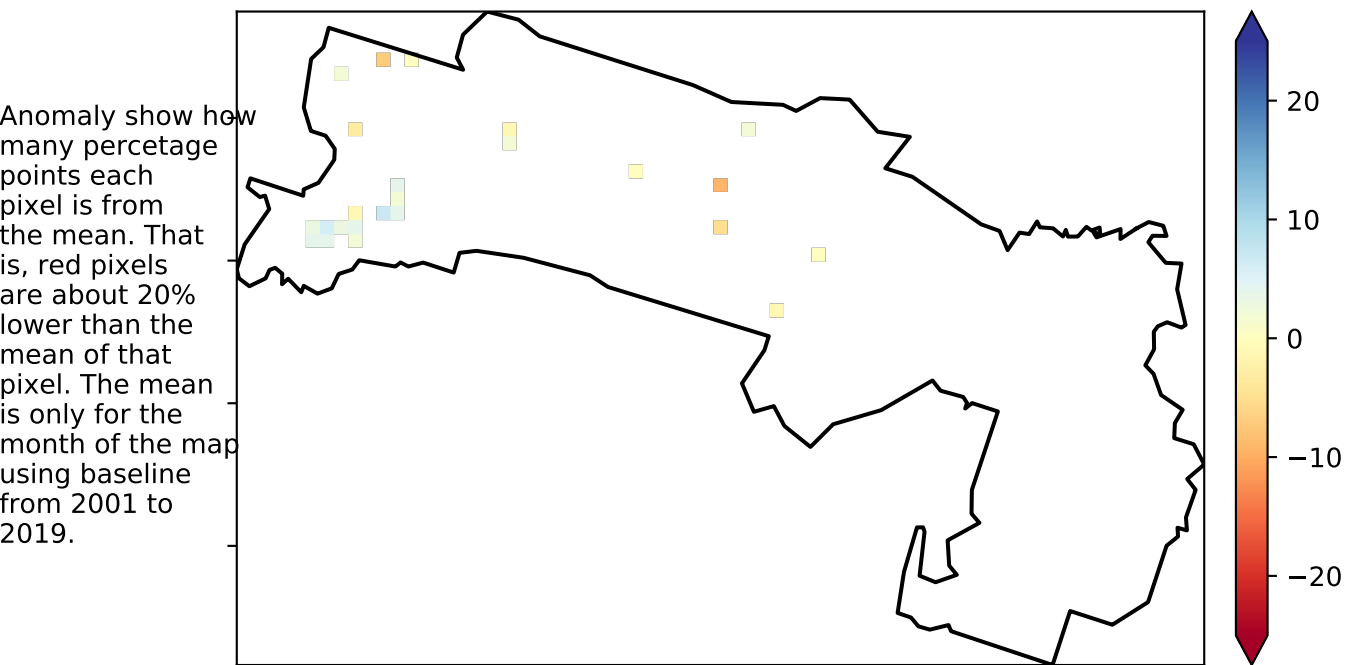 Anomaly show how
many percetage
points each
pixel is from
the mean. That
is, red pixels
are about 20%
lower than the
mean of that
pixel. The mean
is only for the
month of the map
using baseline
from 2001 to
2019.
20
10
0
−10
−20